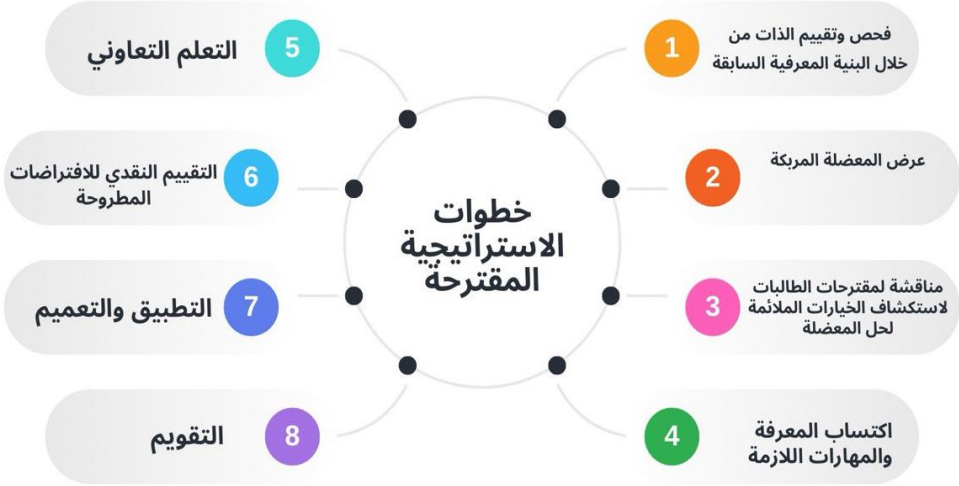 خطوات
الاستراتيجية
المقترحة
1
فحص وتقييم الذات من
خلال البنية المعرفية السابقة
2
عرض المعضلة المربكة
3
مناقشة لمقترحات الطالبات
لاستكشاف الخيارات الملائمة
لحل المعضلة
4
اكتساب المعرفة
والمهارات اللازمة
5
التعلم التعاوني
6
التقييم النقدي للافتراضات
المطروحة
7
التطبيق والتعميم
8
التقويم